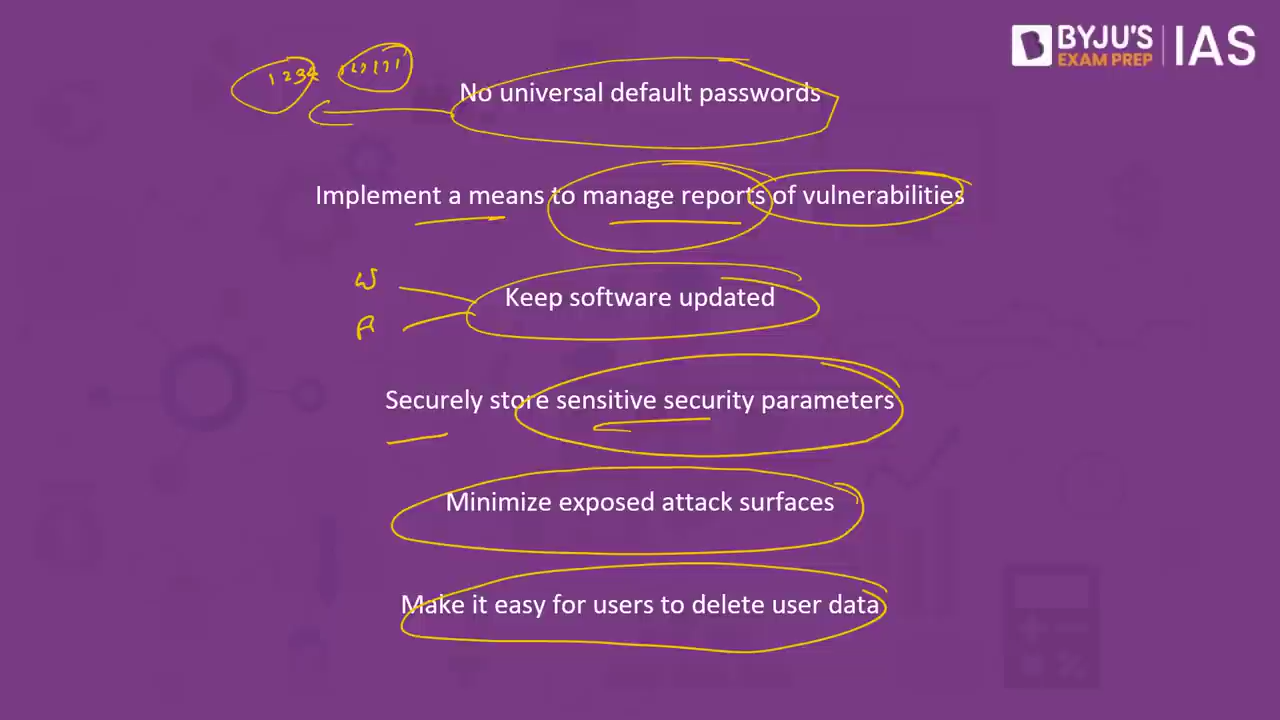 BYJU'S
EXAM PREP
IAS
1234
No universal default passwords
Implement a means to manage reports of vulnerabilities
W
Keep software updated
A
Securely store sensitive security parameters
Minimize exposed attack surfaces
Make it easy for users to delete user data